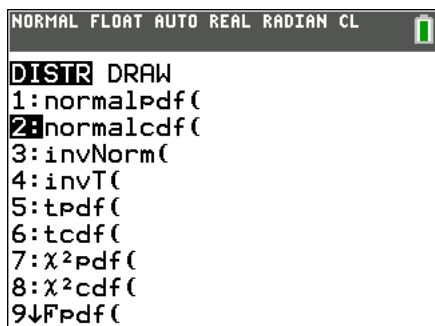 NORMAL FLOAT AUTO REAL RADIAN CL
DISTR DRAW
1:normalpdf(
2:normalcdf(
3:invNorm(
4:invT(
5:tpdf(
6:tcdf(
7:χ²pdf(
8:χ²cdf(
9↓Fpdf(